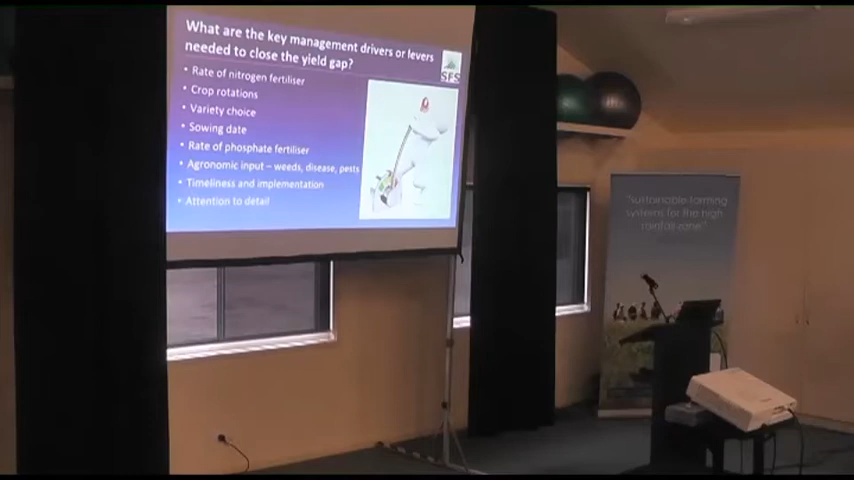 What are the key management drivers or levers
needed to close the yield gap?
SFS
• Rate of nitrogen fertiliser
• Crop rotations
• Variety choice
• Sowing date
• Rate of phosphate fertiliser
• Agronomic input – weeds, disease, pests
• Timeliness and implementation
• Attention to detail
"Sustainable farming
systems for the high
rainfall zone"